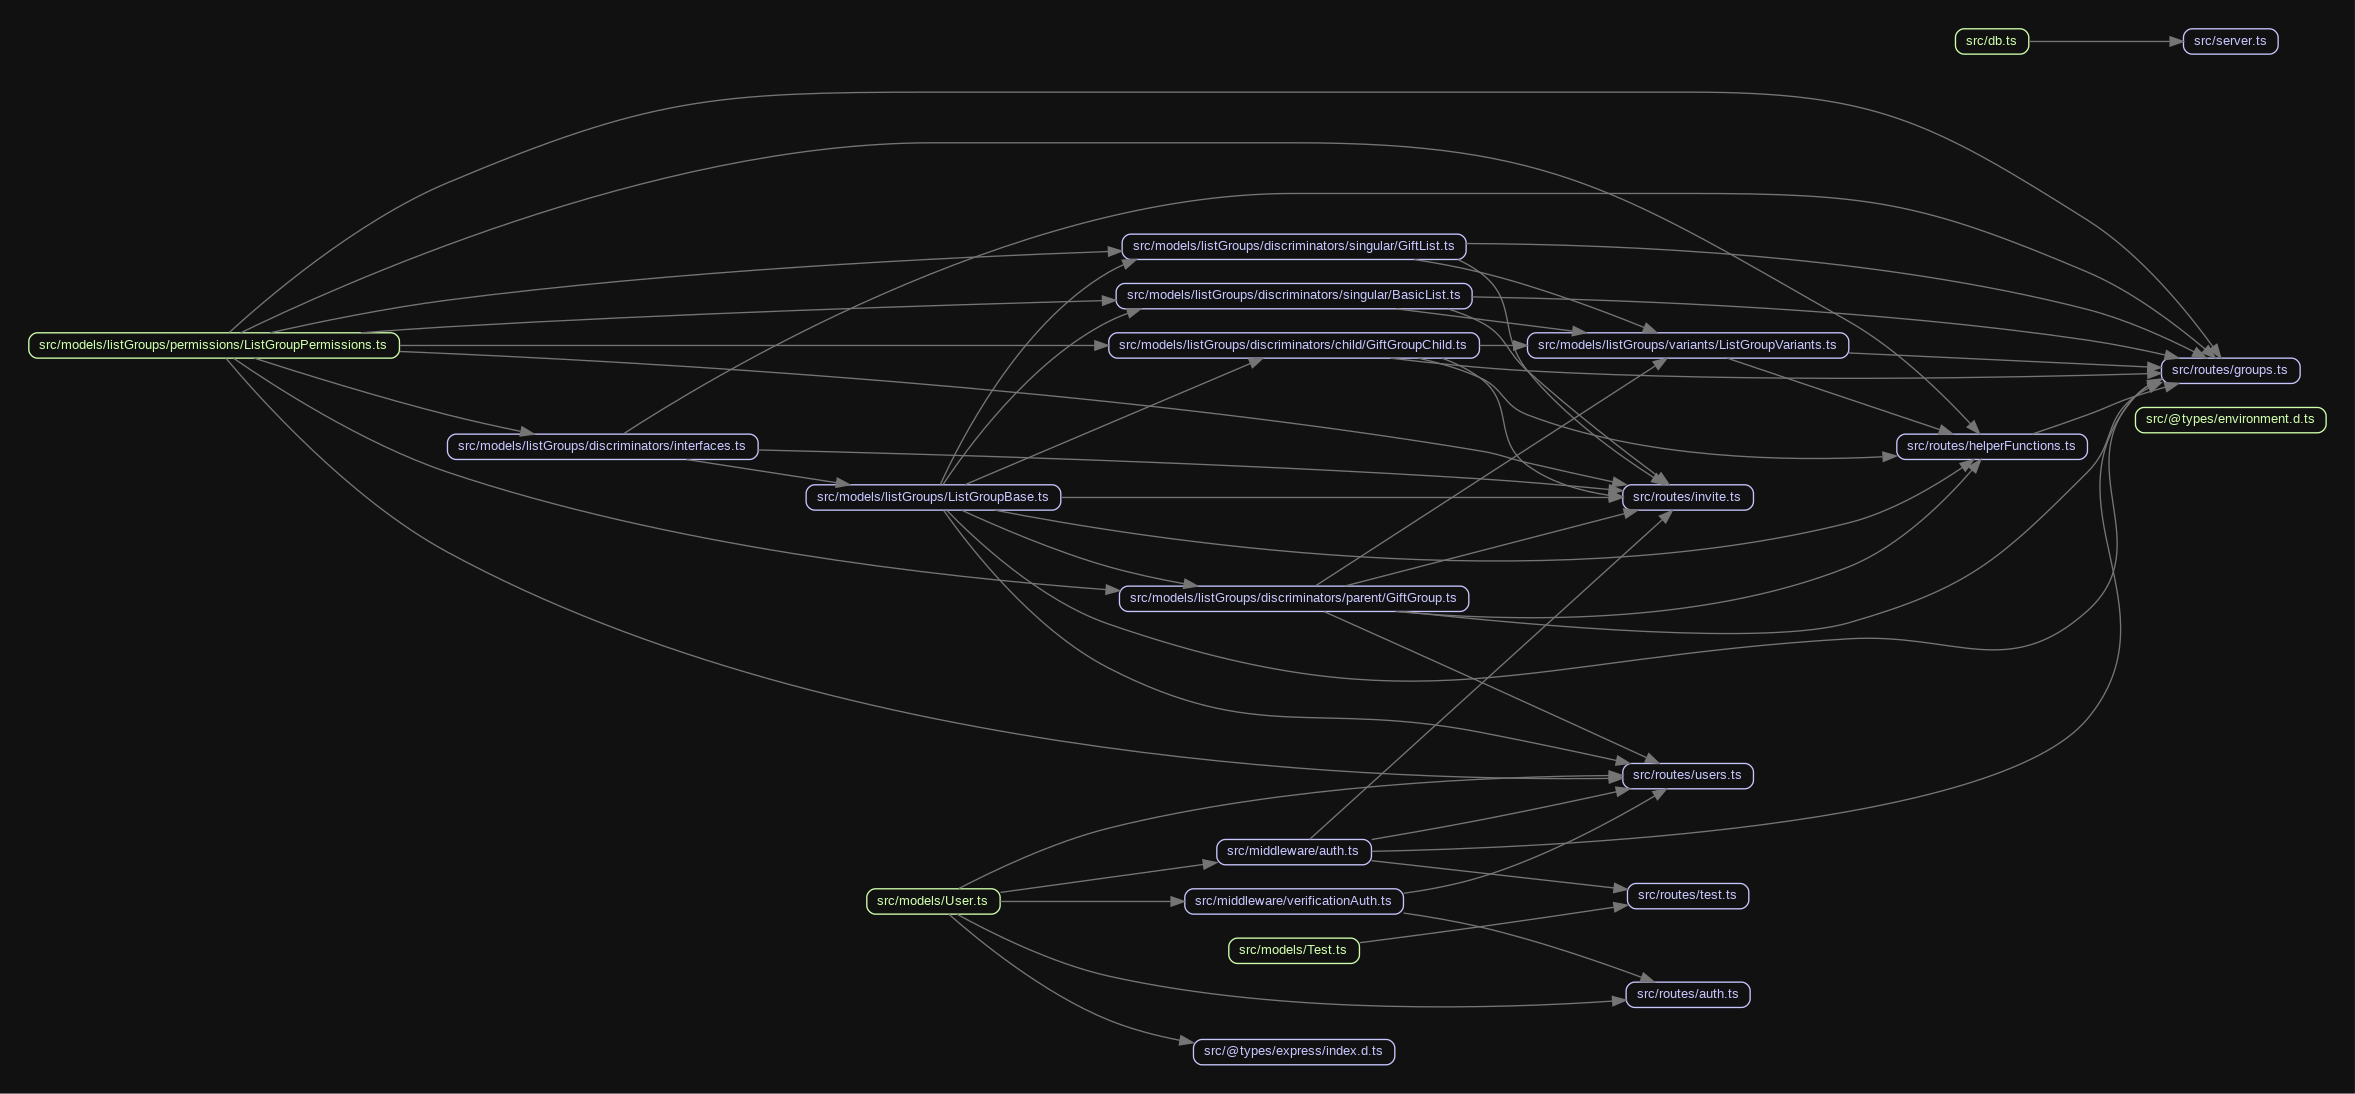 src/db.ts
src/server.ts
src/models/listGroups/discriminators/singular/GiftList.ts
src/models/listGroups/discriminators/singular/BasicList.ts
src/models/listGroups/permissions/ListGroupPermissions.ts
src/models/listGroups/discriminators/child/GiftGroupChild.ts
src/models/listGroups/variants/ListGroupVariants.ts
src/routes/groups.ts
src/@types/environment.d.ts
src/models/listGroups/discriminators/interfaces.ts
src/routes/helperFunctions.ts
src/models/listGroups/ListGroupBase.ts
src/routes/invite.ts
src/models/listGroups/discriminators/parent/GiftGroup.ts
src/routes/users.ts
src/middleware/auth.ts
src/models/User.ts
src/middleware/verificationAuth.ts
src/routes/test.ts
src/models/Test.ts
src/routes/auth.ts
src/@types/express/index.d.ts